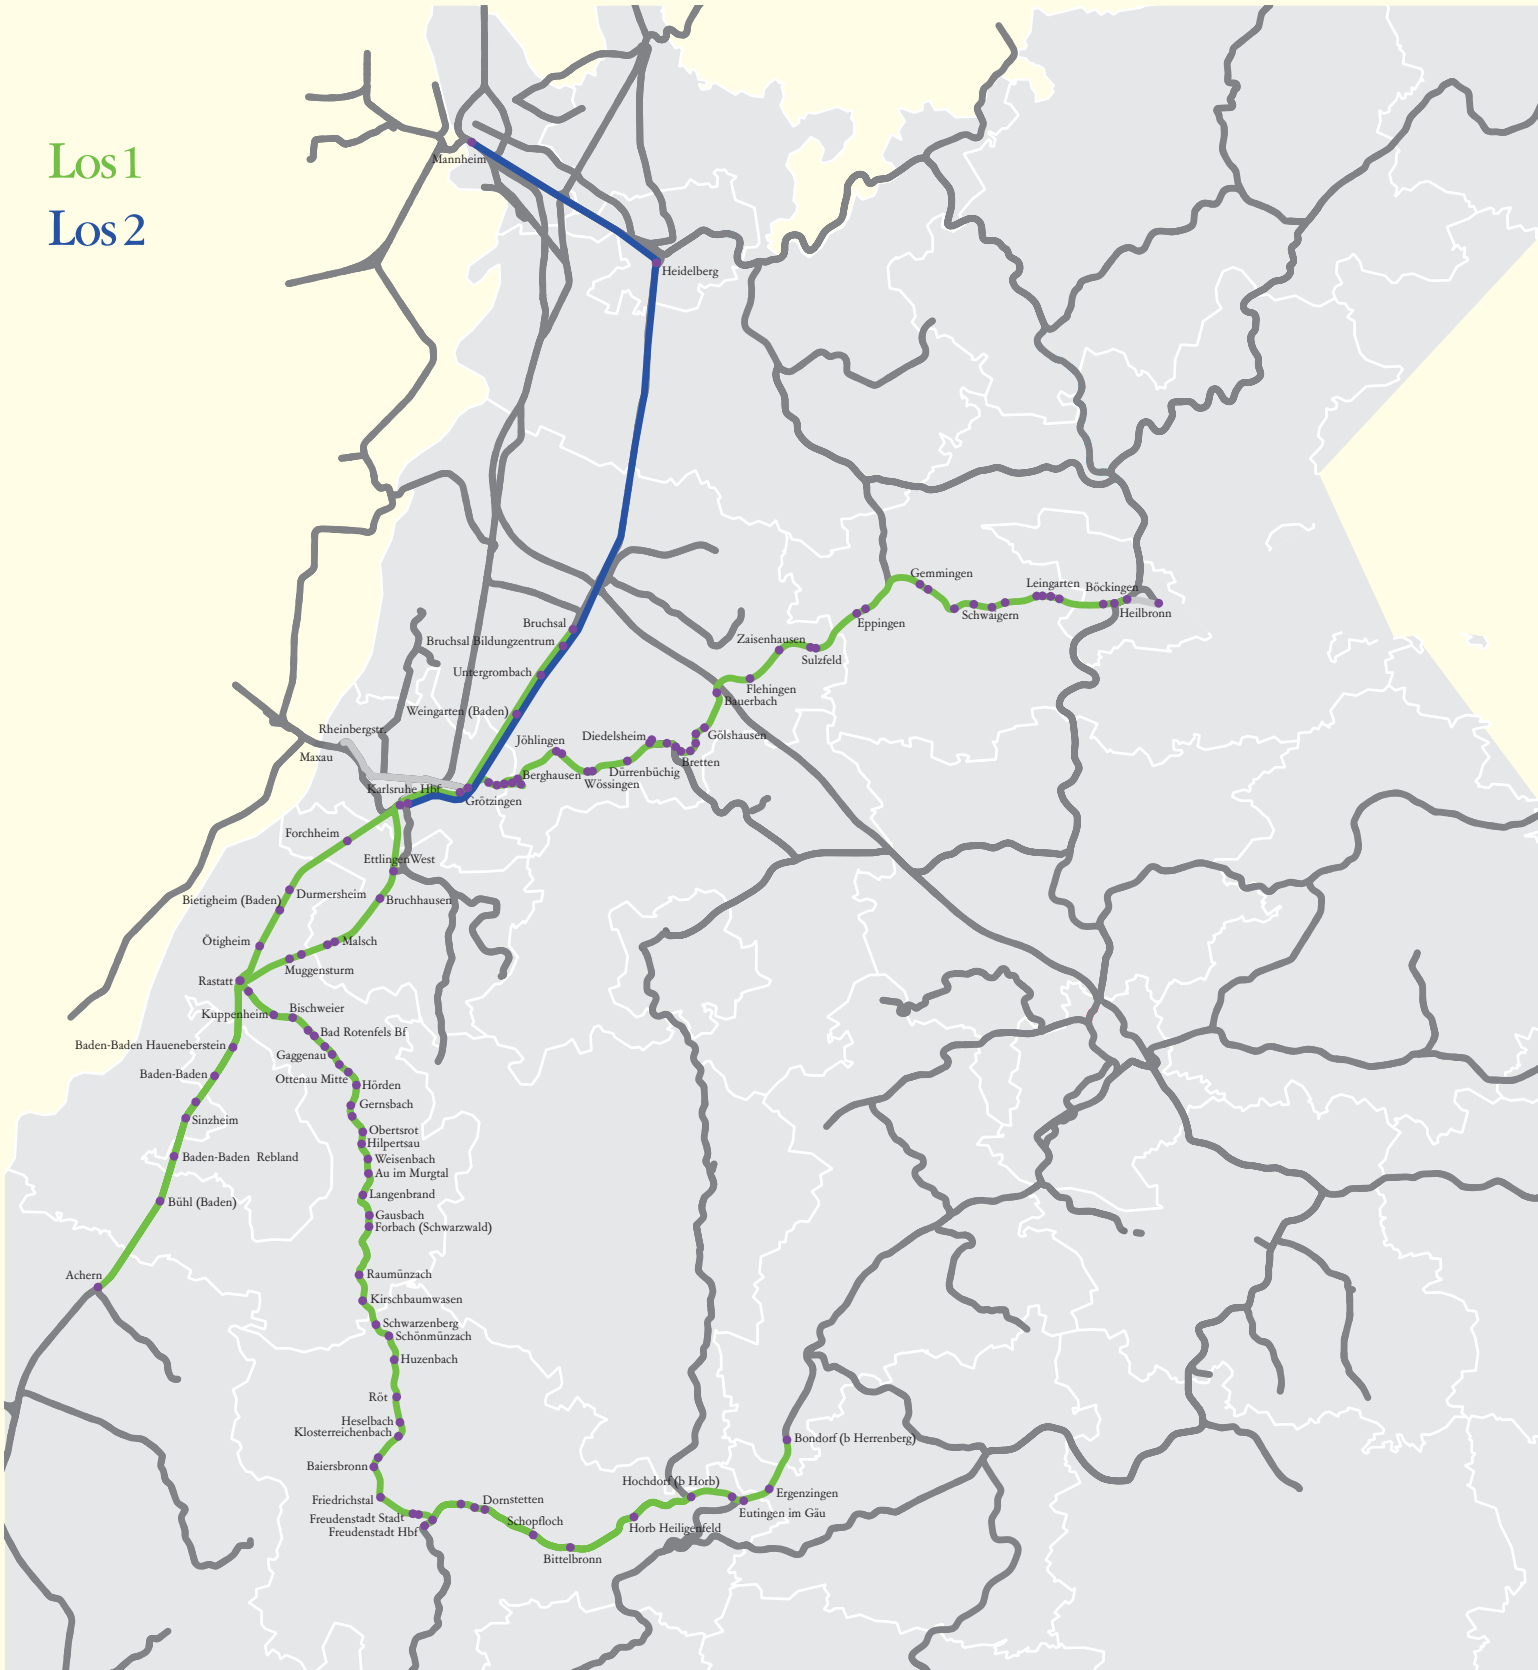 Los 1
Los 2
Mannheim
Heidelberg
Gemmingen
Leingarten
Böckingen
Schwaigern
Heilbronn
Eppingen
Bruchsal
Bruchsal Bildungzentrum
Zaisenhausen
Sulzfeld
Untergrombach
Flehingen
Bauerbach
Weingarten (Baden)
Rheinbergstr.
Jöhlingen
Diedelsheim
Gölshausen
Maxau
Bretten
Berghausen
Dürrenbüchig
Wössingen
Karlsruhe Hbf
Grötzingen
Forchheim
EttlingenWest
Durmersheim
Bietigheim (Baden)
Bruchhausen
Ötigheim
Malsch
Muggensturm
Rastatt
Bischweier
Kuppenheim
Bad Rotenfels Bf
Baden-Baden Haueneberstein
Gaggenau
Baden-Baden
Ottenau Mitte
Hörden
Gernsbach
Sinzheim
Obertsrot
Hilpertsau
Baden-Baden Rebland
Weisenbach
Au im Murgtal
Langenbrand
Bühl (Baden)
Gausbach
Forbach (Schwarzwald)
Achern
Raumünzach
Kirschbaumwasen
Schwarzenberg
Schönmünzach
Huzenbach
Röt
Heselbach
Klosterreichenbach
Bondorf (b Herrenberg)
Baiersbronn
Hochdorf (b Horb)
Ergenzingen
Friedrichstal
Dornstetten
Eutingen im Gäu
Freudenstadt Stadt
Schopfloch
Horb Heiligenfeld
Freudenstadt Hbf
Bittelbronn